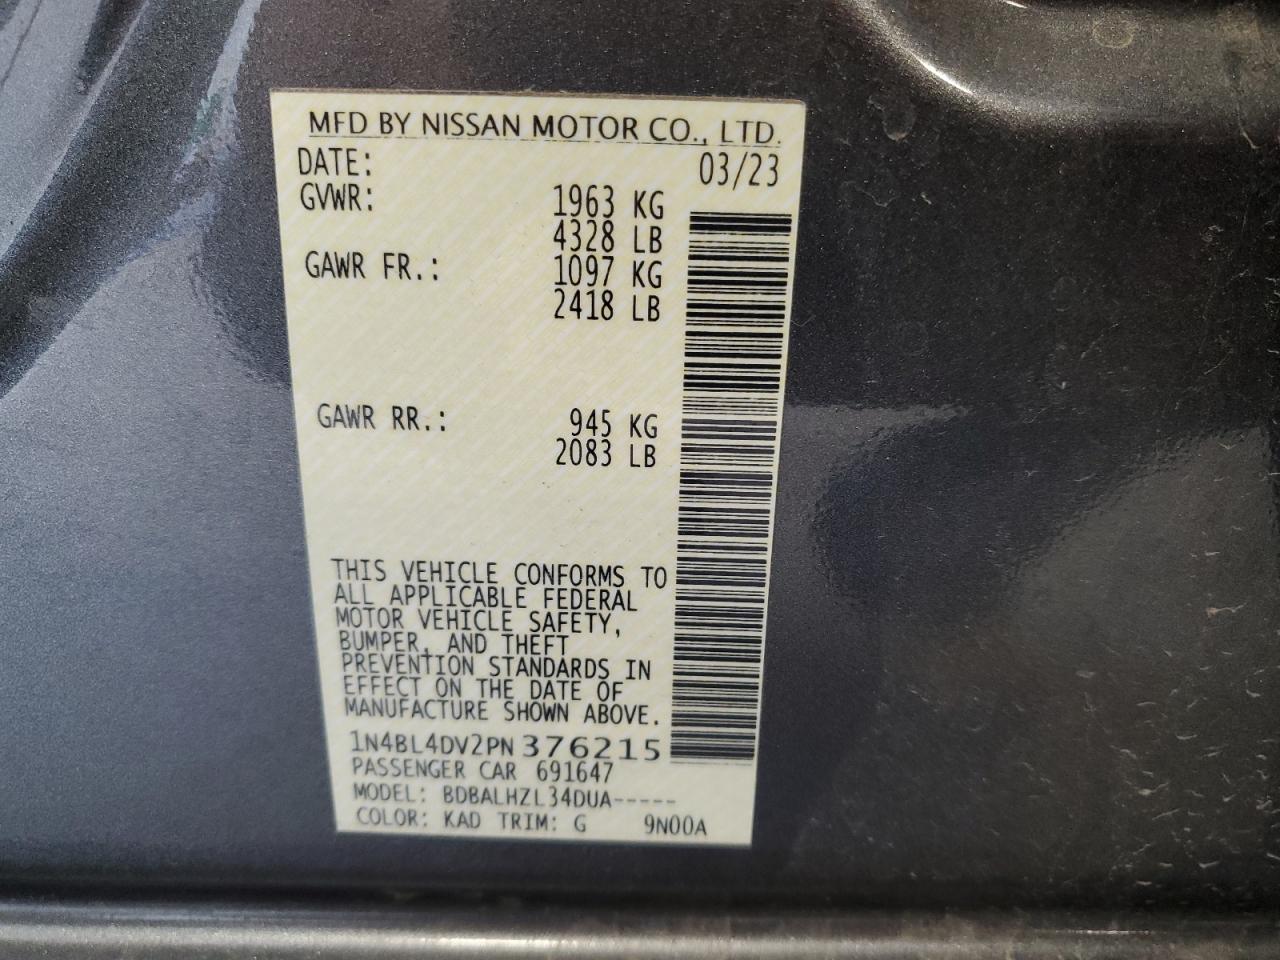 MFD BY NISSAN MOTOR CO., LTD.
DATE: 03/23
GVWR: 1963 KG
4328 LB
GAWR FR.: 1097 KG
2418 LB
GAWR RR.: 945 KG
2083 LB
THIS VEHICLE CONFORMS TO
ALL APPLICABLE FEDERAL
MOTOR VEHICLE SAFETY,
BUMPER, AND THEFT
PREVENTION STANDARDS IN
EFFECT ON THE DATE OF
MANUFACTURE SHOWN ABOVE.
1N4BL4DV2PN376215
PASSENGER CAR 691647
MODEL: BDBALHZL34DUA-----
COLOR: KAD TRIM: G 9N00A